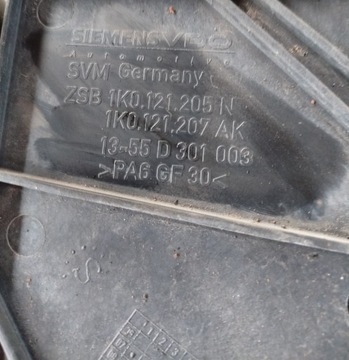 SIEMENS VDO
Automotive
SVM Germany
ZSB 1K0.121.205 N
1K0.121.207 AK
13-55 D 301 003
>PA6 GF 30<